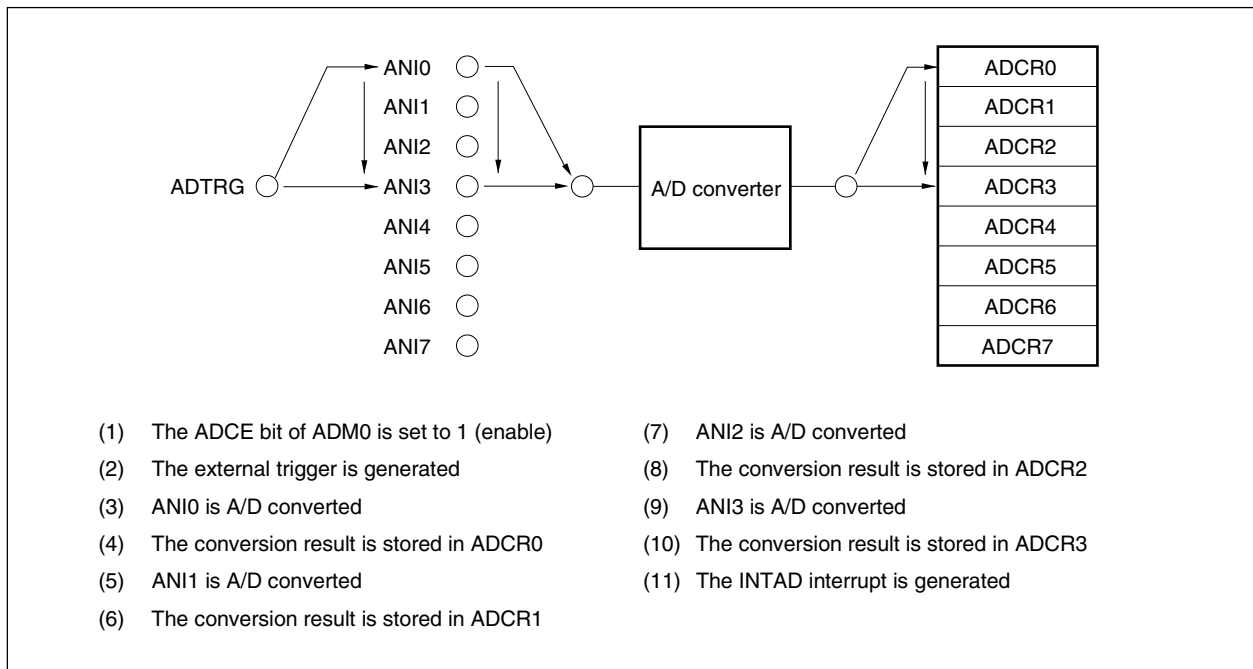 ANI0
ANI1
ANI2
ADTRG
ANI3
ANI4
ANI5
ANI6
ANI7
A/D converter
ADCR0
ADCR1
ADCR2
ADCR3
ADCR4
ADCR5
ADCR6
ADCR7
(1) The ADCE bit of ADM0 is set to 1 (enable)
(2) The external trigger is generated
(3) ANI0 is A/D converted
(4) The conversion result is stored in ADCR0
(5) ANI1 is A/D converted
(6) The conversion result is stored in ADCR1
(7) ANI2 is A/D converted
(8) The conversion result is stored in ADCR2
(9) ANI3 is A/D converted
(10) The conversion result is stored in ADCR3
(11) The INTAD interrupt is generated